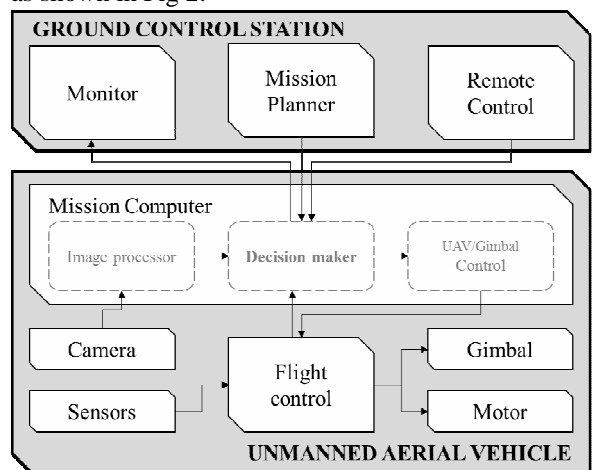 as shown in Fig 2.
GROUND CONTROL STATION
Monitor
Mission
Planner
Remote
Control
Mission Computer
Image processor
Decision maker
UAV/Gimbal
Control
Camera
Flight
control
Gimbal
Sensors
Motor
UNMANNED AERIAL VEHICLE